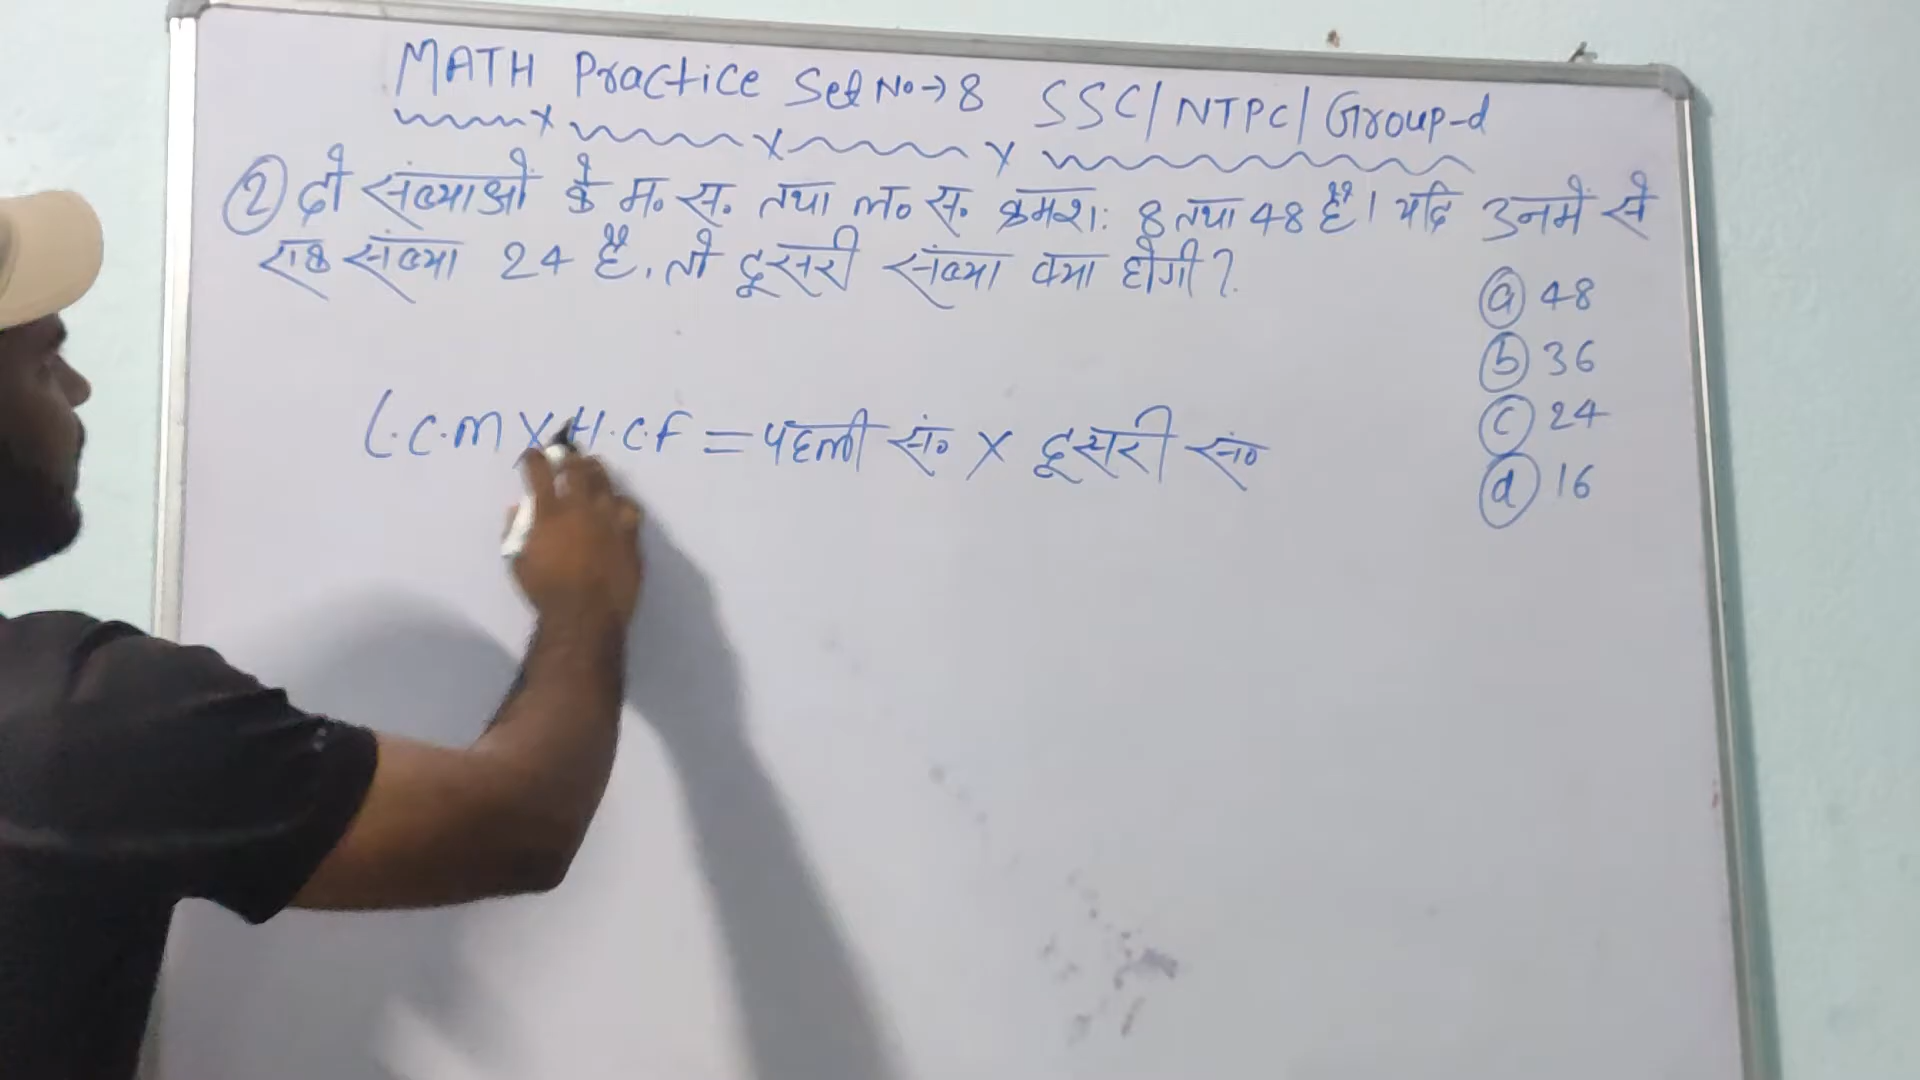 MATH Practice Set No→8 SSC/NTPC/Group-d
② दो संख्याओं के म॰ स. तथा ल॰ स॰ क्रमशः 8 तथा 48 हैं। यदि उनमें से
एक संख्या 24 हैं, तो दूसरी संख्या क्या होगी?
ⓐ 48
ⓑ 36
ⓒ 24
ⓓ 16
L.C.M X H.C.F = पहली सं॰ X दूसरी सं॰